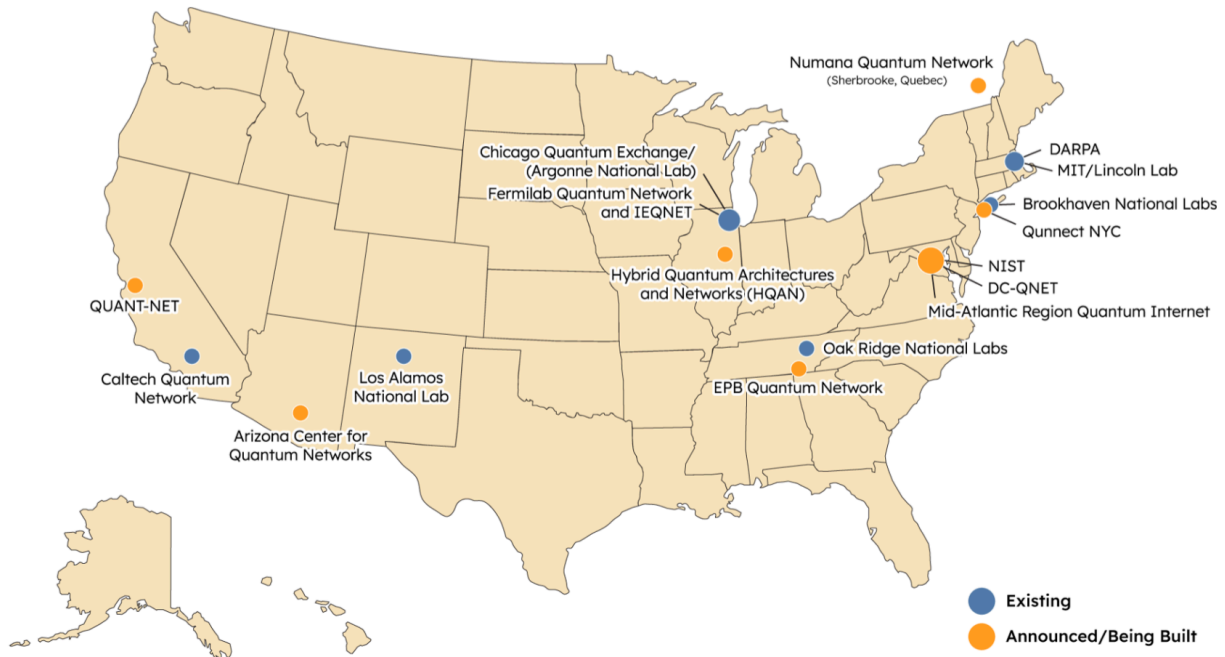 Numana Quantum Network
(Sherbrooke, Quebec)
DARPA
MIT/Lincoln Lab
Chicago Quantum Exchange/
(Argonne National Lab)
Fermilab Quantum Network
and IEQNET
Brookhaven National Labs
Qunnect NYC
Hybrid Quantum Architectures
and Networks (HQAN)
NIST
DC-QNET
Mid-Atlantic Region Quantum Internet
QUANT-NET
Oak Ridge National Labs
Caltech Quantum
Network
Los Alamos
National Lab
EPB Quantum Network
Arizona Center for
Quantum Networks
Existing
Announced/Being Built